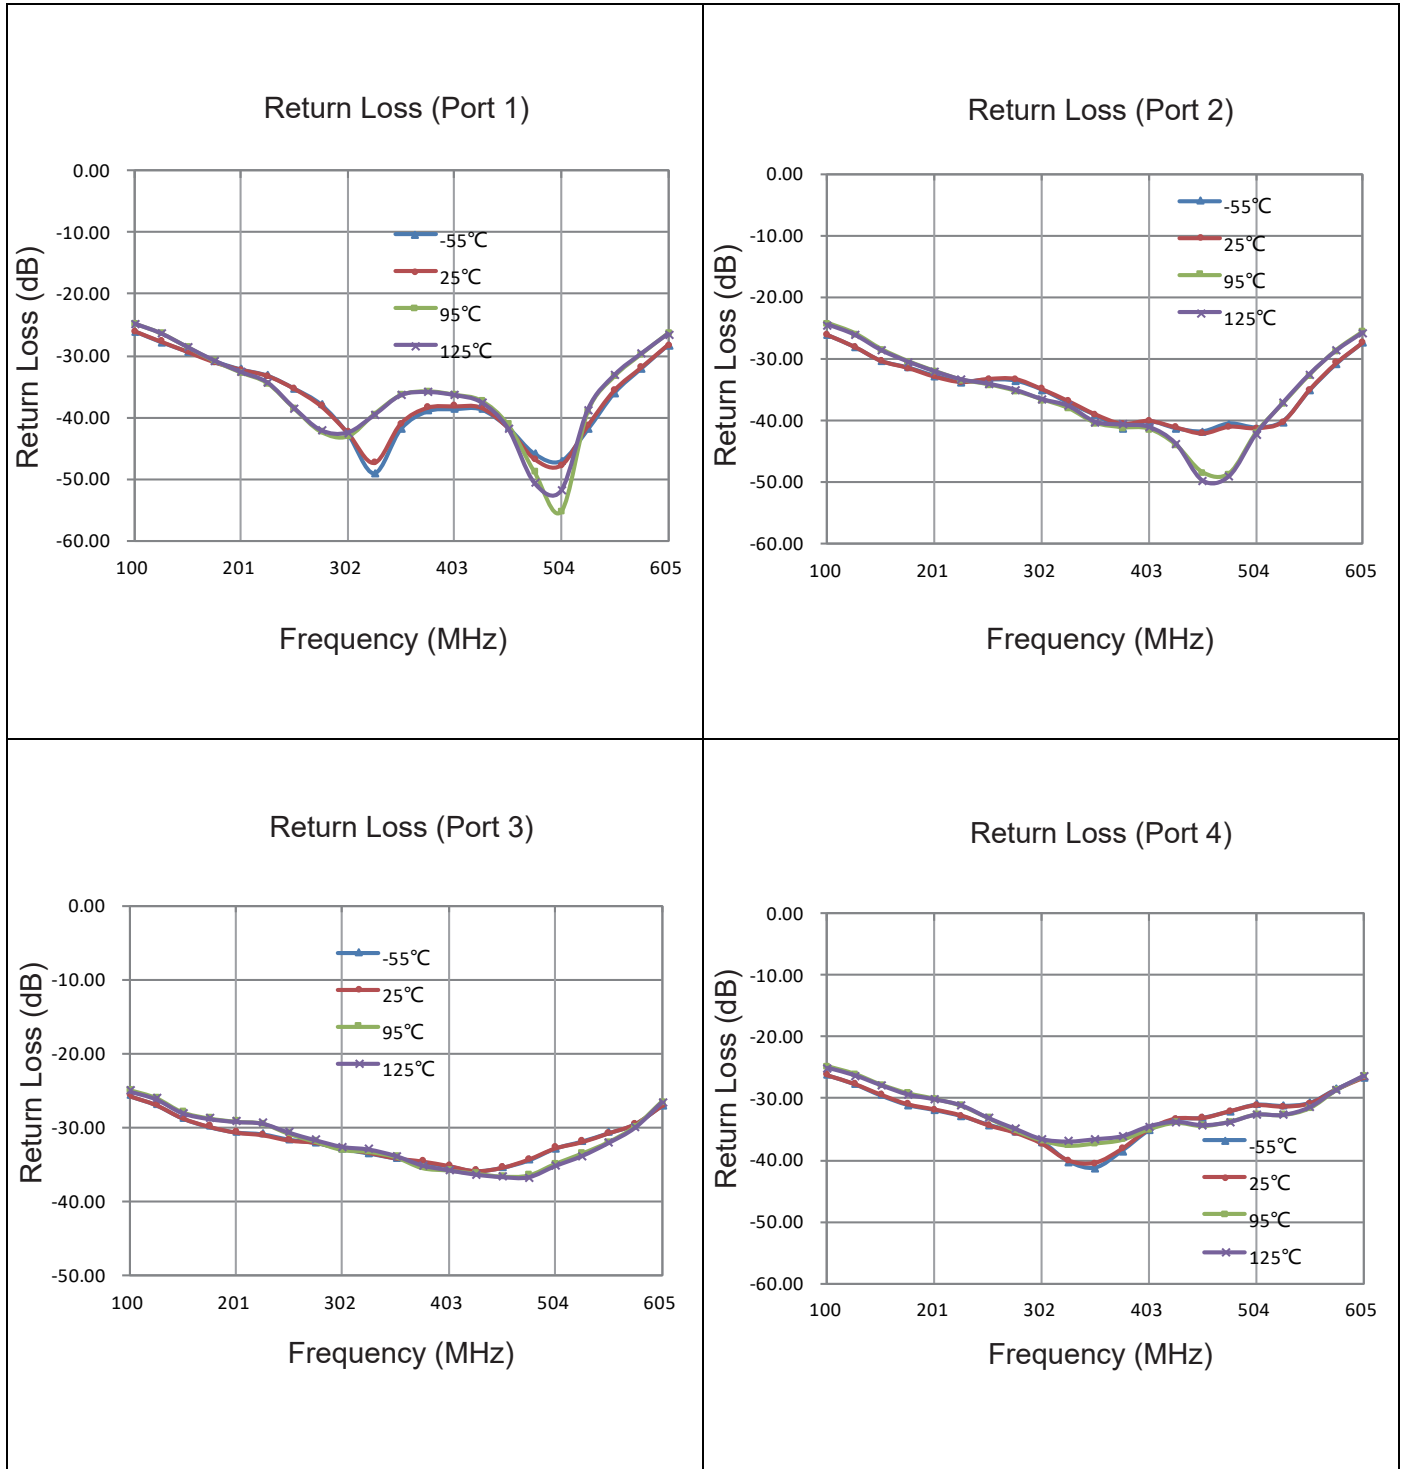 Return Loss (Port 1)
Return Loss (dB)
0.00
-10.00
-20.00
-30.00
-40.00
-50.00
-60.00
-55℃
25℃
95℃
125℃
100 201 302 403 504 605
Frequency (MHz)
Return Loss (Port 2)
Return Loss (dB)
0.00
-10.00
-20.00
-30.00
-40.00
-50.00
-60.00
-55℃
25℃
95℃
125℃
100 201 302 403 504 605
Frequency (MHz)
Return Loss (Port 3)
Return Loss (dB)
0.00
-10.00
-20.00
-30.00
-40.00
-50.00
-55℃
25℃
95℃
125℃
100 201 302 403 504 605
Frequency (MHz)
Return Loss (Port 4)
Return Loss (dB)
0.00
-10.00
-20.00
-30.00
-40.00
-50.00
-60.00
-55℃
25℃
95℃
125℃
100 201 302 403 504 605
Frequency (MHz)